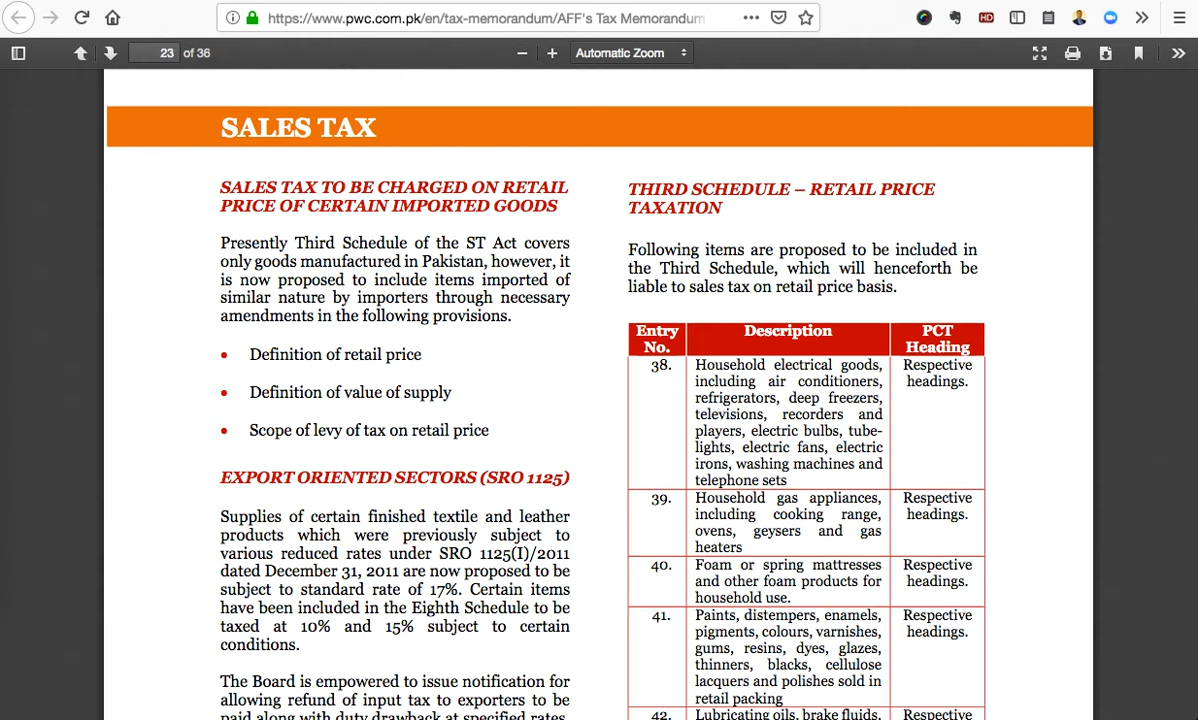 https://www.pwc.com.pk/en/tax-memorandum/AFF's Tax Memorandum
HD
23 of 36
Automatic Zoom
SALES TAX
SALES TAX TO BE CHARGED ON RETAIL
PRICE OF CERTAIN IMPORTED GOODS
Presently Third Schedule of the ST Act covers
only goods manufactured in Pakistan, however, it
is now proposed to include items imported of
similar nature by importers through necessary
amendments in the following provisions.
• Definition of retail price
• Definition of value of supply
• Scope of levy of tax on retail price
EXPORT ORIENTED SECTORS (SRO 1125)
Supplies of certain finished textile and leather
products which were previously subject to
various reduced rates under SRO 1125(I)/2011
dated December 31, 2011 are now proposed to be
subject to standard rate of 17%. Certain items
have been included in the Eighth Schedule to be
taxed at 10% and 15% subject to certain
conditions.
The Board is empowered to issue notification for
allowing refund of input tax to exporters to be
paid along with duty drawback at specified rates.
THIRD SCHEDULE – RETAIL PRICE
TAXATION
Following items are proposed to be included in
the Third Schedule, which will henceforth be
liable to sales tax on retail price basis.
Entry No. Description PCT Heading
38. Household electrical goods, Respective
including air conditioners, headings.
refrigerators, deep freezers,
televisions, recorders and
players, electric bulbs, tube-
lights, electric fans, electric
irons, washing machines and
telephone sets
39. Household gas appliances, Respective
including cooking range, headings.
ovens, geysers and gas
heaters
40. Foam or spring mattresses Respective
and other foam products for headings.
household use.
41. Paints, distempers, enamels, Respective
pigments, colours, varnishes, headings.
gums, resins, dyes, glazes,
thinners, blacks, cellulose
lacquers and polishes sold in
retail packing
42. Lubricating oils, brake fluids, Respective